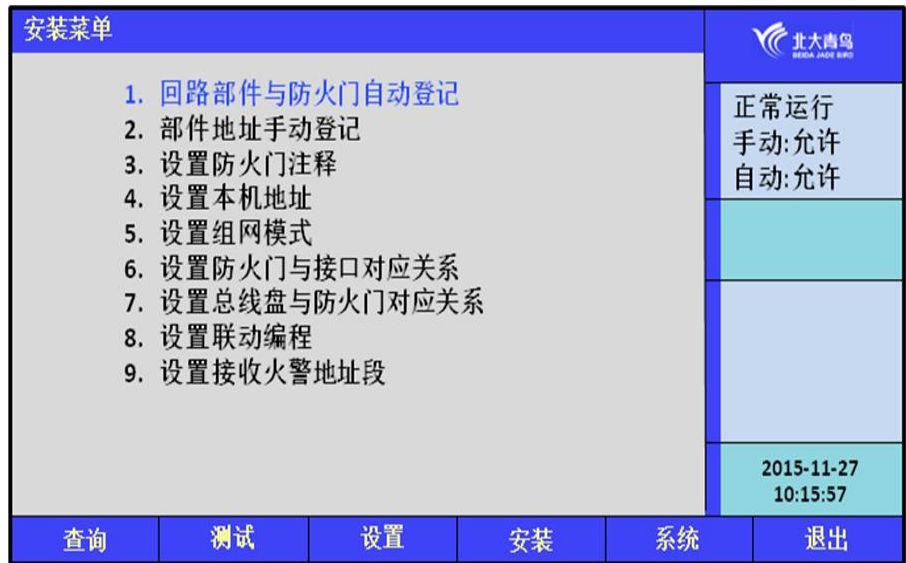 安装菜单
北大青鸟
BEIDA JADE BIRD
1. 回路部件与防火门自动登记
2. 部件地址手动登记
3. 设置防火门注释
4. 设置本机地址
5. 设置组网模式
6. 设置防火门与接口对应关系
7. 设置总线盘与防火门对应关系
8. 设置联动编程
9. 设置接收火警地址段
正常运行
手动:允许
自动:允许
2015-11-27
10:15:57
查询 测试 设置 安装 系统 退出